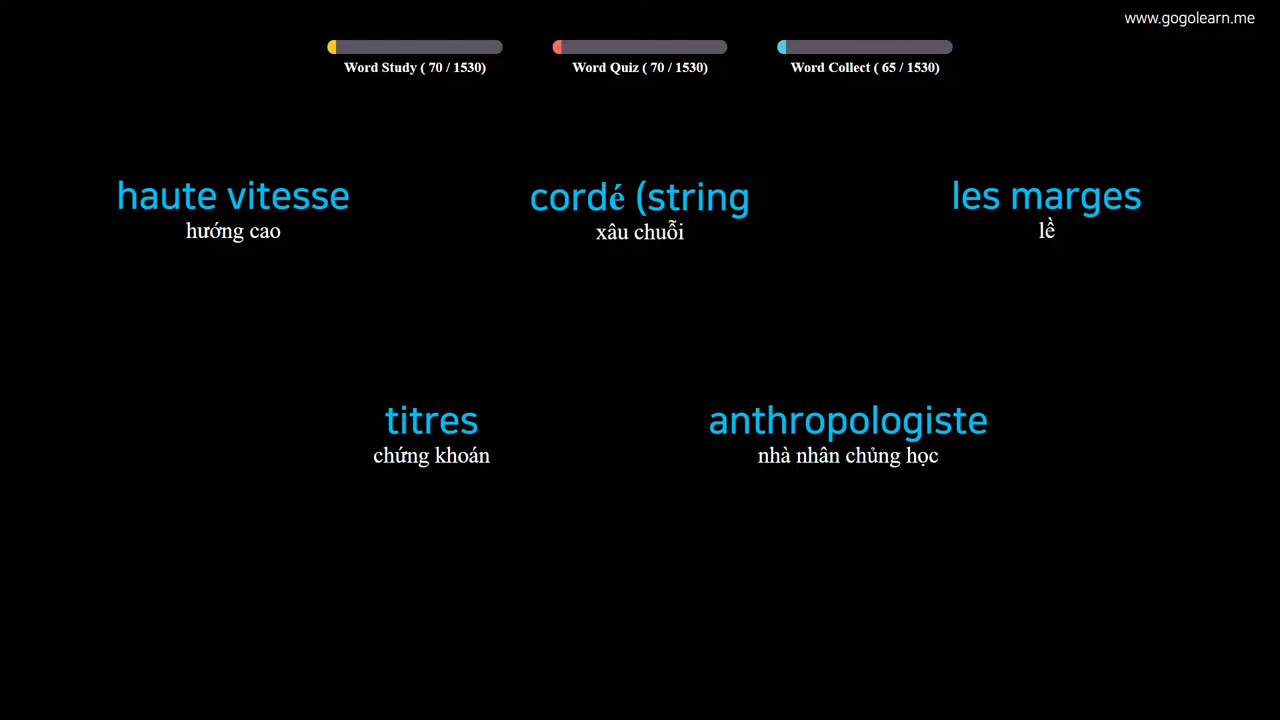 www.gogolearn.me
Word Study ( 70 / 1530)
Word Quiz ( 70 / 1530)
Word Collect ( 65 / 1530)
haute vitesse
hướng cao
cordé (string
xâu chuỗi
les marges
lề
titres
chứng khoán
anthropologiste
nhà nhân chủng học